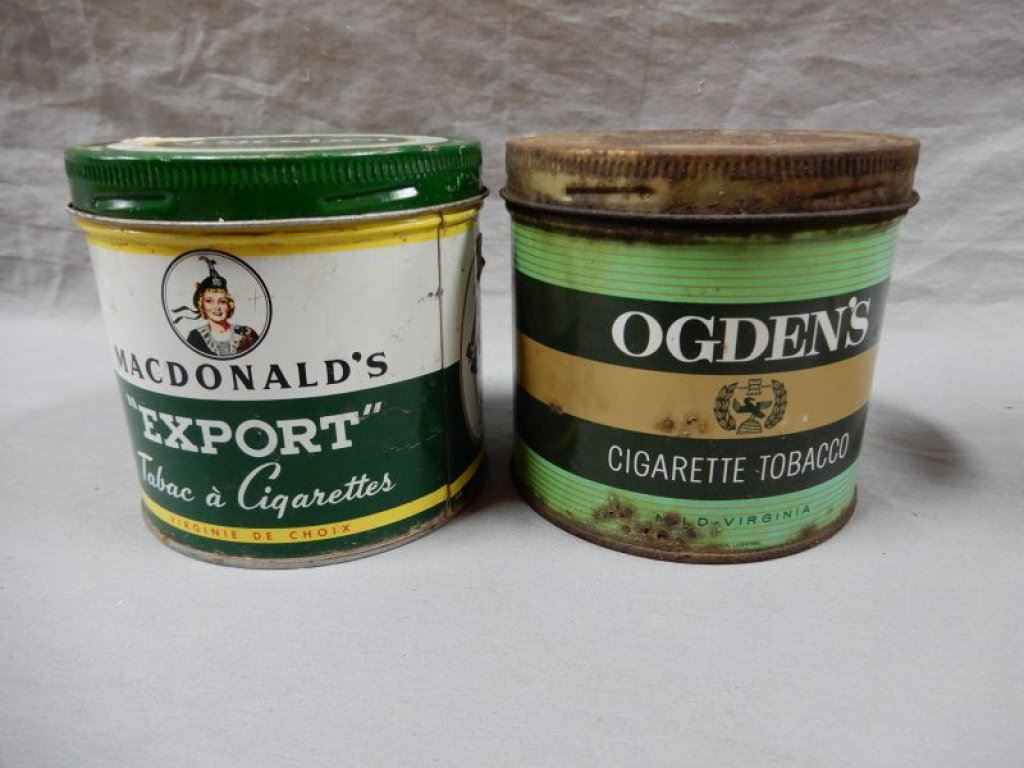 MACDONALD'S
"EXPORT"
Tabac à Cigarettes
VIRGINIE DE CHOIX
OGDEN'S
CIGARETTE TOBACCO
MILD VIRGINIA